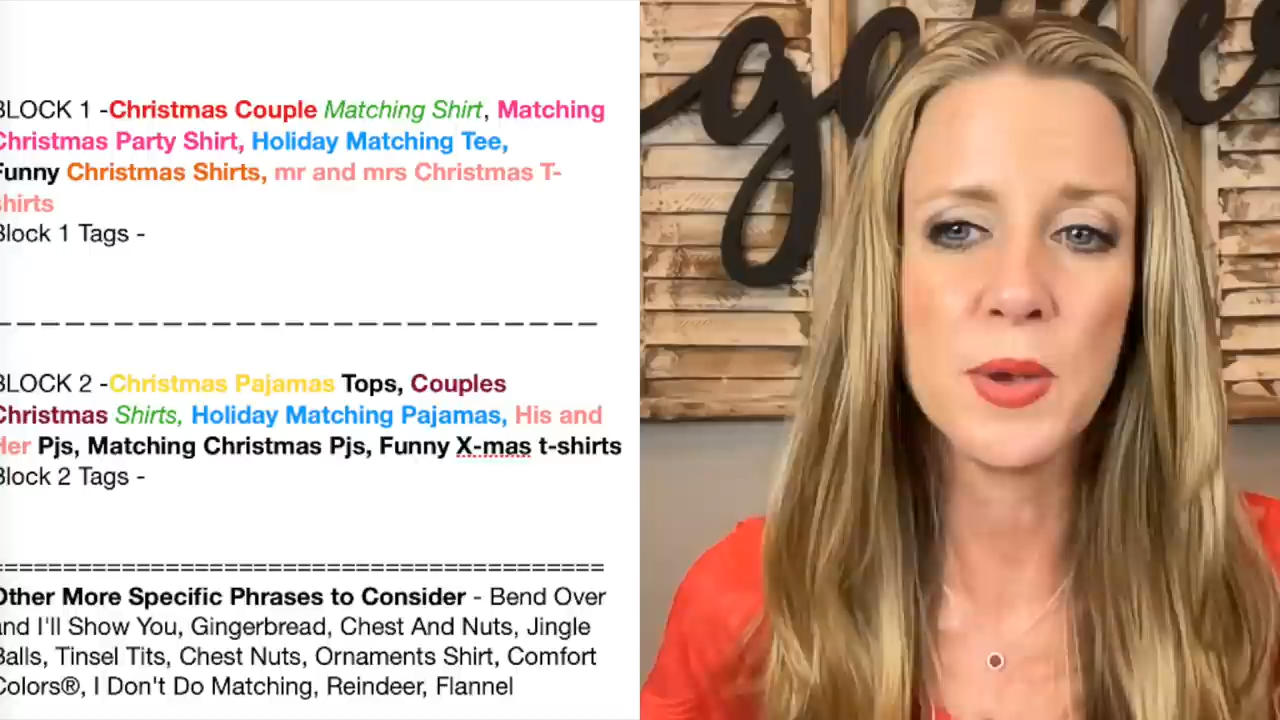 BLOCK 1 -Christmas Couple Matching Shirt, Matching
Christmas Party Shirt, Holiday Matching Tee,
Funny Christmas Shirts, mr and mrs Christmas T-
shirts
Block 1 Tags -
BLOCK 2 -Christmas Pajamas Tops, Couples
Christmas Shirts, Holiday Matching Pajamas, His and
Her Pjs, Matching Christmas Pjs, Funny X-mas t-shirts
Block 2 Tags -
Other More Specific Phrases to Consider - Bend Over
and I'll Show You, Gingerbread, Chest And Nuts, Jingle
Balls, Tinsel Tits, Chest Nuts, Ornaments Shirt, Comfort
Colors®, I Don't Do Matching, Reindeer, Flannel